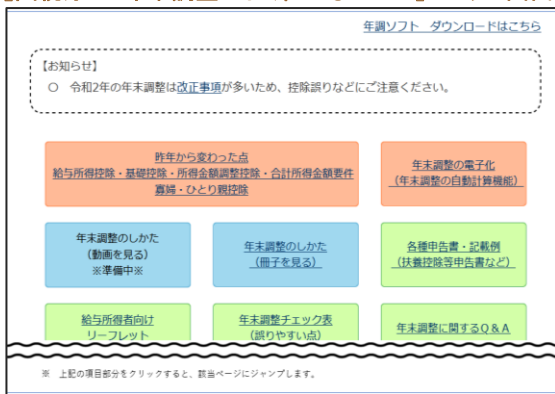 年調ソフト ダウンロードはこちら
【お知らせ】
○ 令和2年の年末調整は改正事項が多いため、控除誤りなどにご注意ください。
昨年から変わった点
給与所得控除・基礎控除・所得金額調整控除・合計所得金額要件
寡婦・ひとり親控除
年末調整の電子化
(年末調整の自動計算機能)
年末調整のしかた
(動画を見る)
※準備中※
年末調整のしかた
(冊子を見る)
各種申告書・記載例
(扶養控除等申告書など)
給与所得者向け
リーフレット
年末調整チェック表
(誤りやすい点)
年末調整に関するQ&A
※ 上記の項目部分をクリックすると、該当ページにジャンプします。